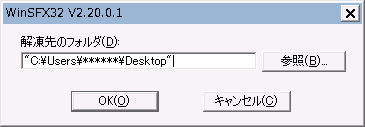 WinSFX32 V2.20.0.1
解凍先のフォルダ(D):
"C:¥Users¥******¥Desktop"
参照(B)...
OK(O)
キャンセル(C)